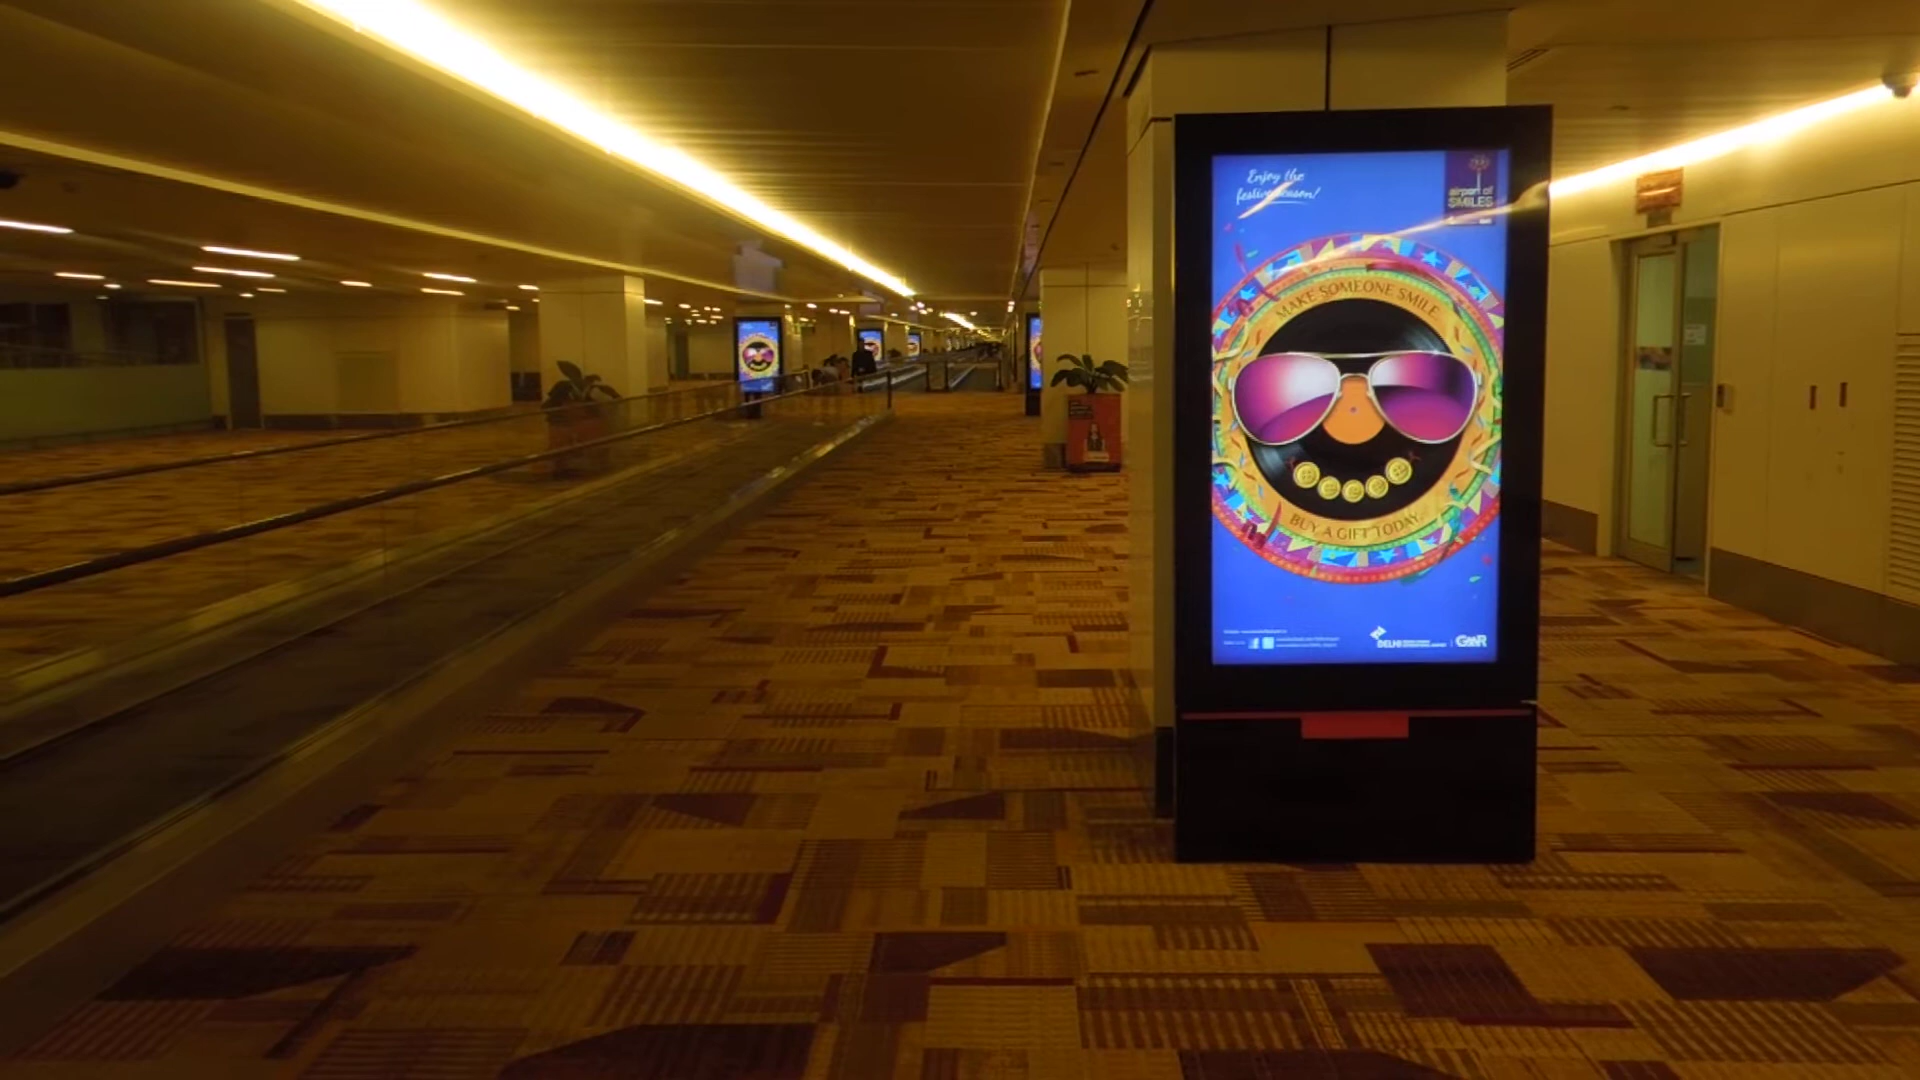 Enjoy the
festive season!
airport of
SMILES
MAKE SOMEONE SMILE.
BUY A GIFT TODAY.
DELHI
GMR